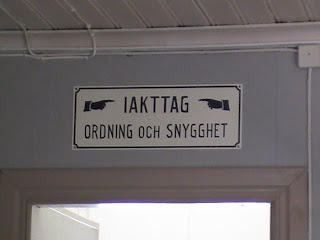 IAKTTAG
ORDNING OCH SNYGGHET